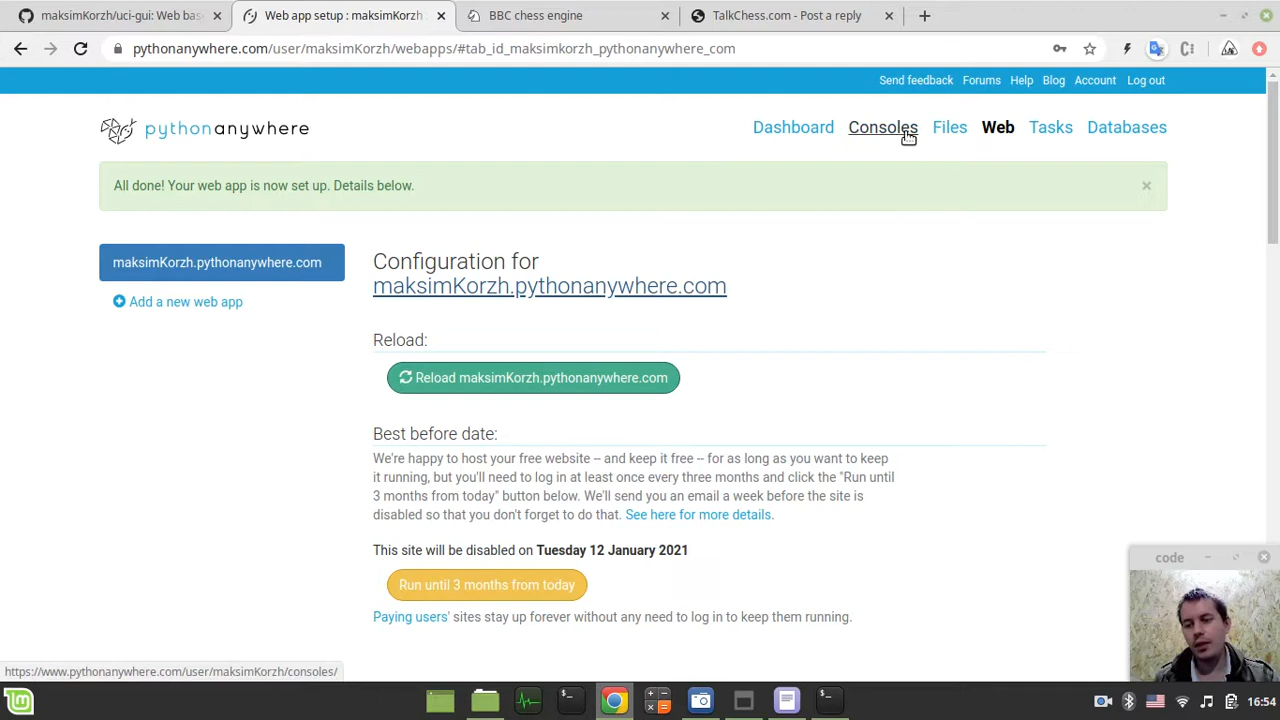 maksimKorzh/uci-gui: Web bas
Web app setup : maksimKorzh
BBC chess engine
TalkChess.com - Post a reply
pythonanywhere.com/user/maksimKorzh/webapps/#tab_id_maksimkorzh_pythonanywhere_com
Send feedback Forums Help Blog Account Log out
pythonanywhere
Dashboard Consoles Files Web Tasks Databases
All done! Your web app is now set up. Details below.
maksimKorzh.pythonanywhere.com
Add a new web app
Configuration for
maksimKorzh.pythonanywhere.com
Reload:
Reload maksimKorzh.pythonanywhere.com
Best before date:
We're happy to host your free website -- and keep it free -- for as long as you want to keep
it running, but you'll need to log in at least once every three months and click the "Run until
3 months from today" button below. We'll send you an email a week before the site is
disabled so that you don't forget to do that. See here for more details.
This site will be disabled on Tuesday 12 January 2021
Run until 3 months from today
Paying users' sites stay up forever without any need to log in to keep them running.
code
https://www.pythonanywhere.com/user/maksimKorzh/consoles/
16:54